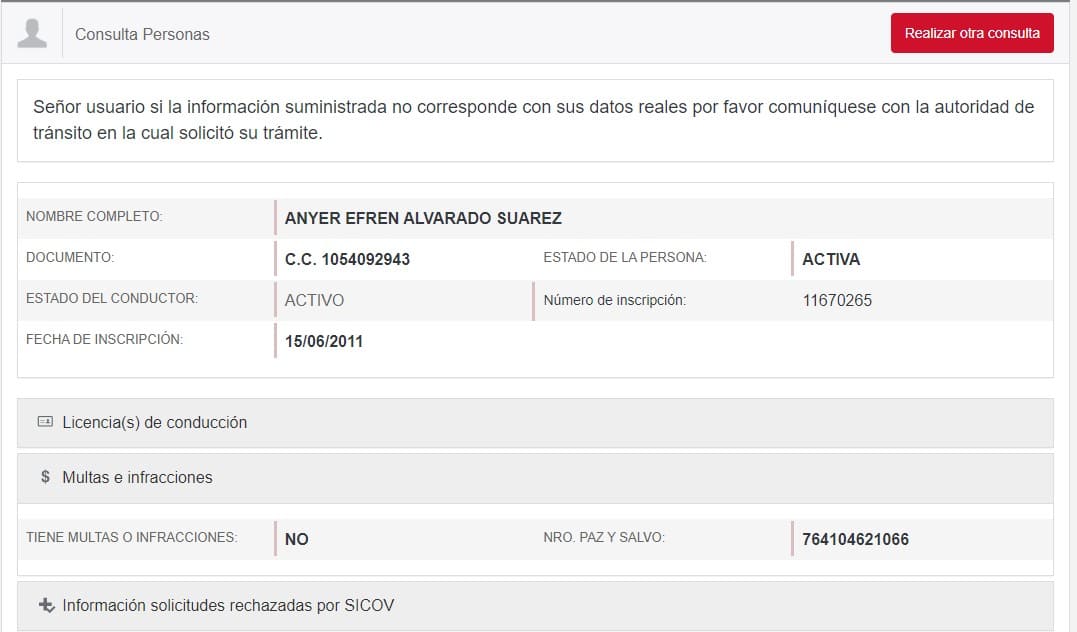 Consulta Personas
Realizar otra consulta
Señor usuario si la información suministrada no corresponde con sus datos reales por favor comuníquese con la autoridad de
tránsito en la cual solicitó su trámite.
NOMBRE COMPLETO: ANYER EFREN ALVARADO SUAREZ
DOCUMENTO: C.C. 1054092943 ESTADO DE LA PERSONA: ACTIVA
ESTADO DEL CONDUCTOR: ACTIVO Número de inscripción: 11670265
FECHA DE INSCRIPCIÓN: 15/06/2011
Licencia(s) de conducción
$ Multas e infracciones
TIENE MULTAS O INFRACCIONES: NO NRO. PAZ Y SALVO: 764104621066
Información solicitudes rechazadas por SICOV